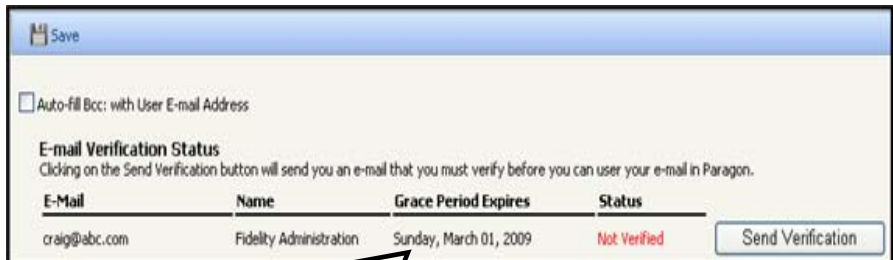 Save
Auto-fill Bcc: with User E-mail Address
E-mail Verification Status
Clicking on the Send Verification button will send you an e-mail that you must verify before you can user your e-mail in Paragon.
E-Mail Name Grace Period Expires Status
craig@abc.com Fidelity Administration Sunday, March 01, 2009 Not Verified Send Verification